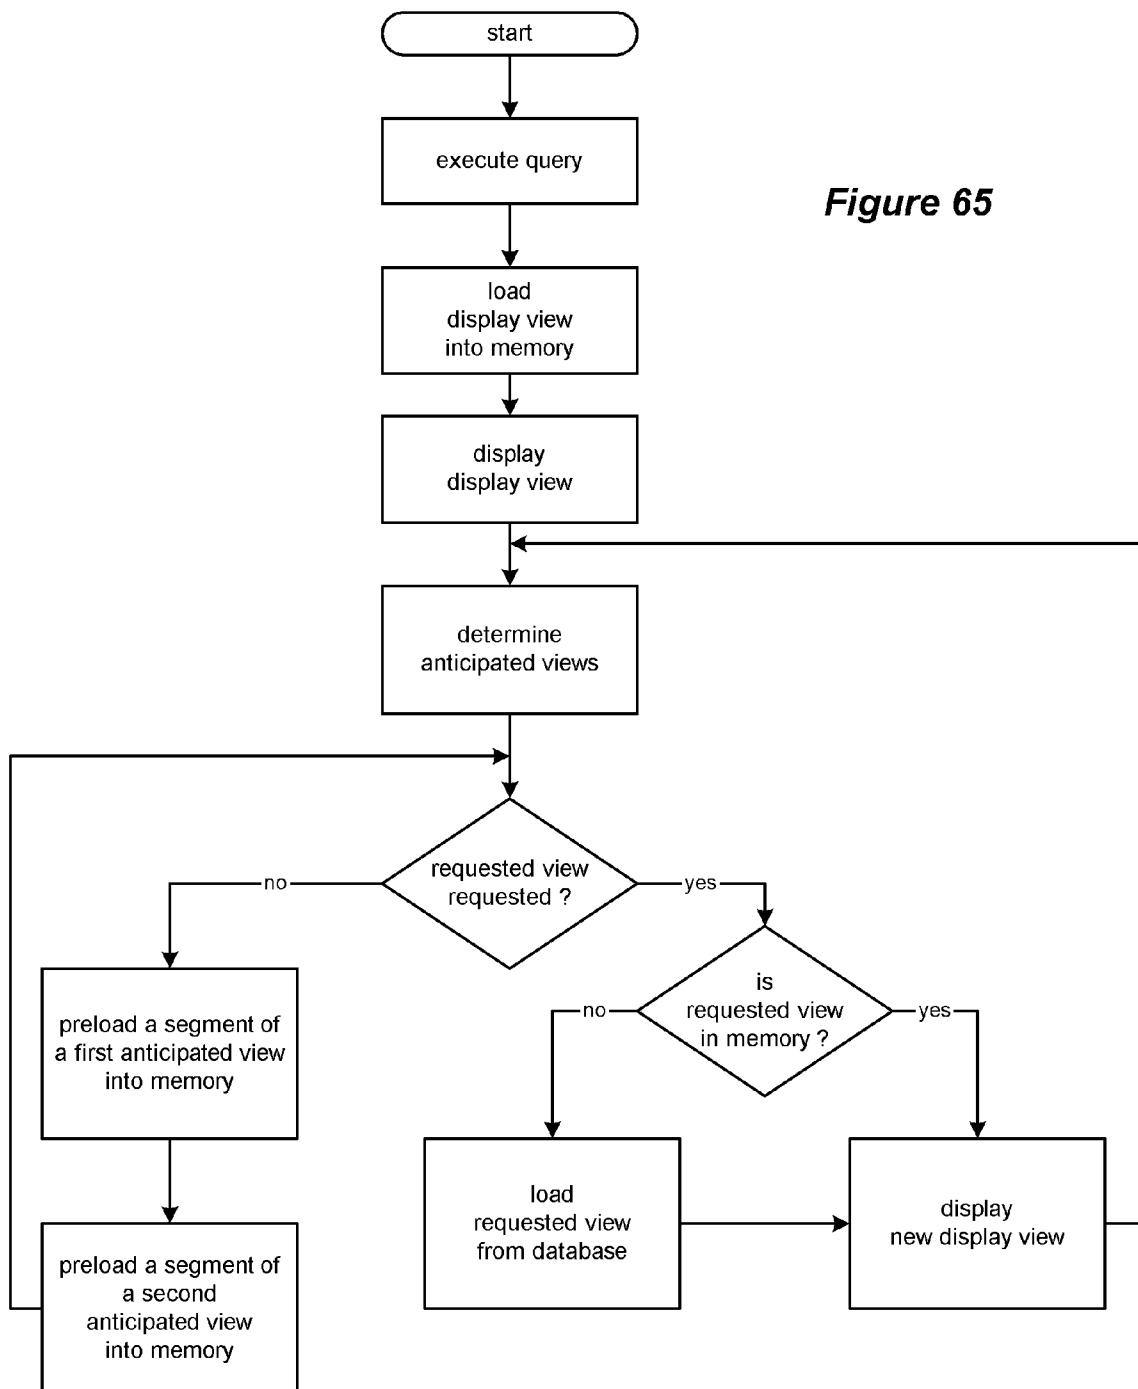 start
execute query
Figure 65
load
display view
into memory
display
display view
determine
anticipated views
requested view
requested ?
no
yes
is
requested view
in memory ?
no
yes
preload a segment of
a first anticipated view
into memory
load
requested view
from database
display
new display view
preload a segment of
a second
anticipated view
into memory